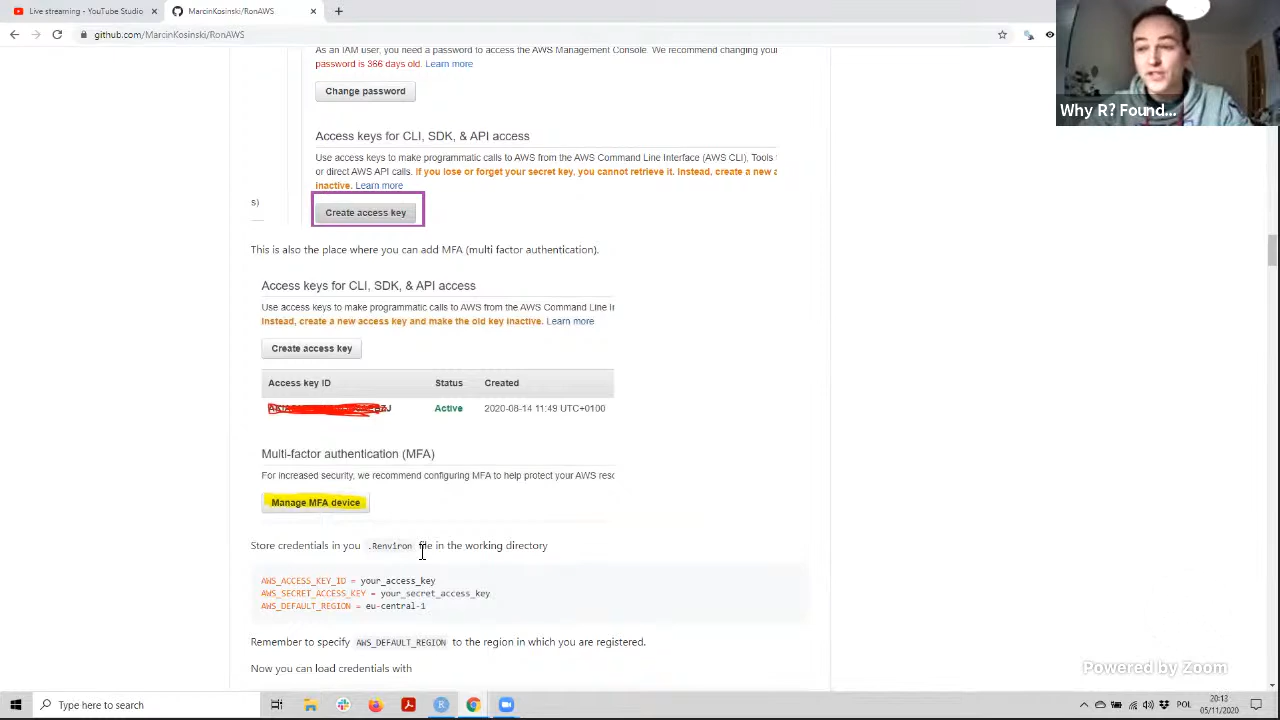 Live streaming - YouTube Studio
MarcinKosinski/RonAWS
github.com/MarcinKosinski/RonAWS
As an IAM user, you need a password to access the AWS Management Console. We recommend changing your
password is 366 days old. Learn more
Change password
Access keys for CLI, SDK, & API access
Use access keys to make programmatic calls to AWS from the AWS Command Line Interface (AWS CLI), Tools
or direct AWS API calls. If you lose or forget your secret key, you cannot retrieve it. Instead, create a new a
inactive. Learn more
s)
Create access key
This is also the place where you can add MFA (multi factor authentication).
Access keys for CLI, SDK, & API access
Use access keys to make programmatic calls to AWS from the AWS Command Line In
Instead, create a new access key and make the old key inactive. Learn more
Create access key
Access key ID Status Created
Active 2020-08-14 11:49 UTC+0100
Multi-factor authentication (MFA)
For increased security, we recommend configuring MFA to help protect your AWS resc
Manage MFA device
Store credentials in you .Renviron file in the working directory
AWS_ACCESS_KEY_ID = your_access_key
AWS_SECRET_ACCESS_KEY = your_secret_access_key
AWS_DEFAULT_REGION = eu-central-1
Remember to specify AWS_DEFAULT_REGION to the region in which you are registered.
Now you can load credentials with
Why R? Found...
Powered by Zoom
Type here to search
POL
20:13
05/11/2020